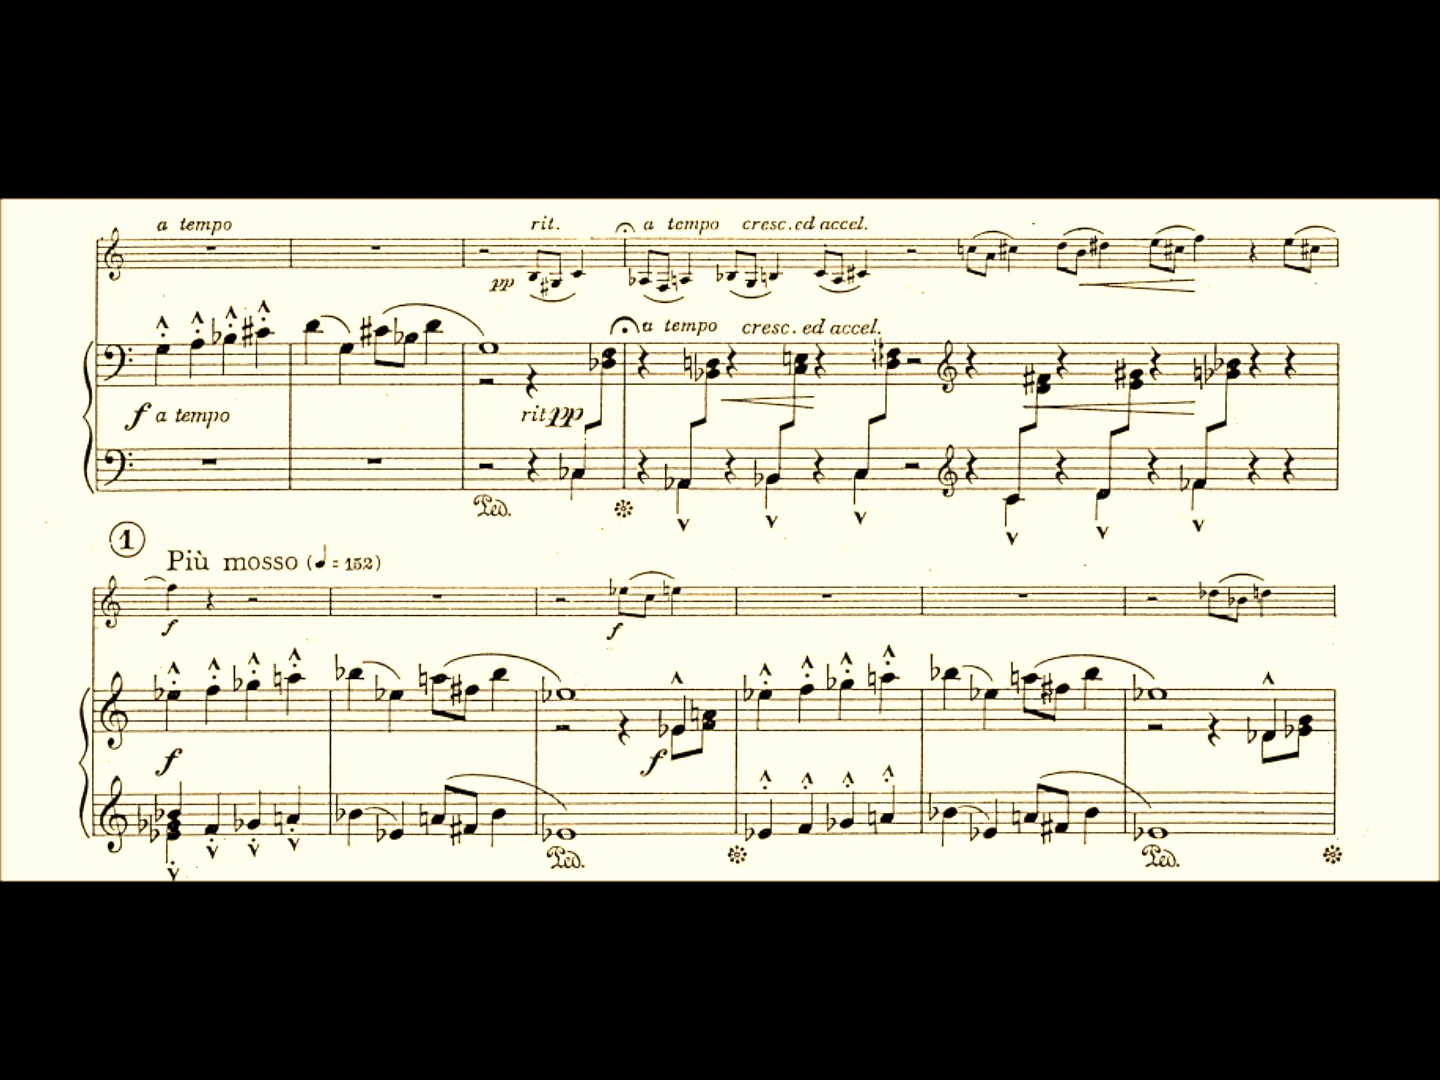 a tempo rit. a tempo cresc. ed accel.
pp
a tempo cresc. ed accel.
f a tempo rit. pp
Ped.
1
Più mosso (♩= 152)
f f
f f
Ped. Ped.